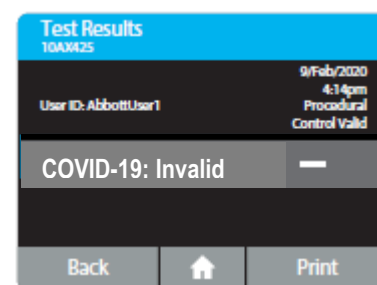 Test Results
10AX425
9/Feb/2020
4:14pm
User ID: AbbottUser1
Procedural
Control Valid
COVID-19: Invalid
Back
Print